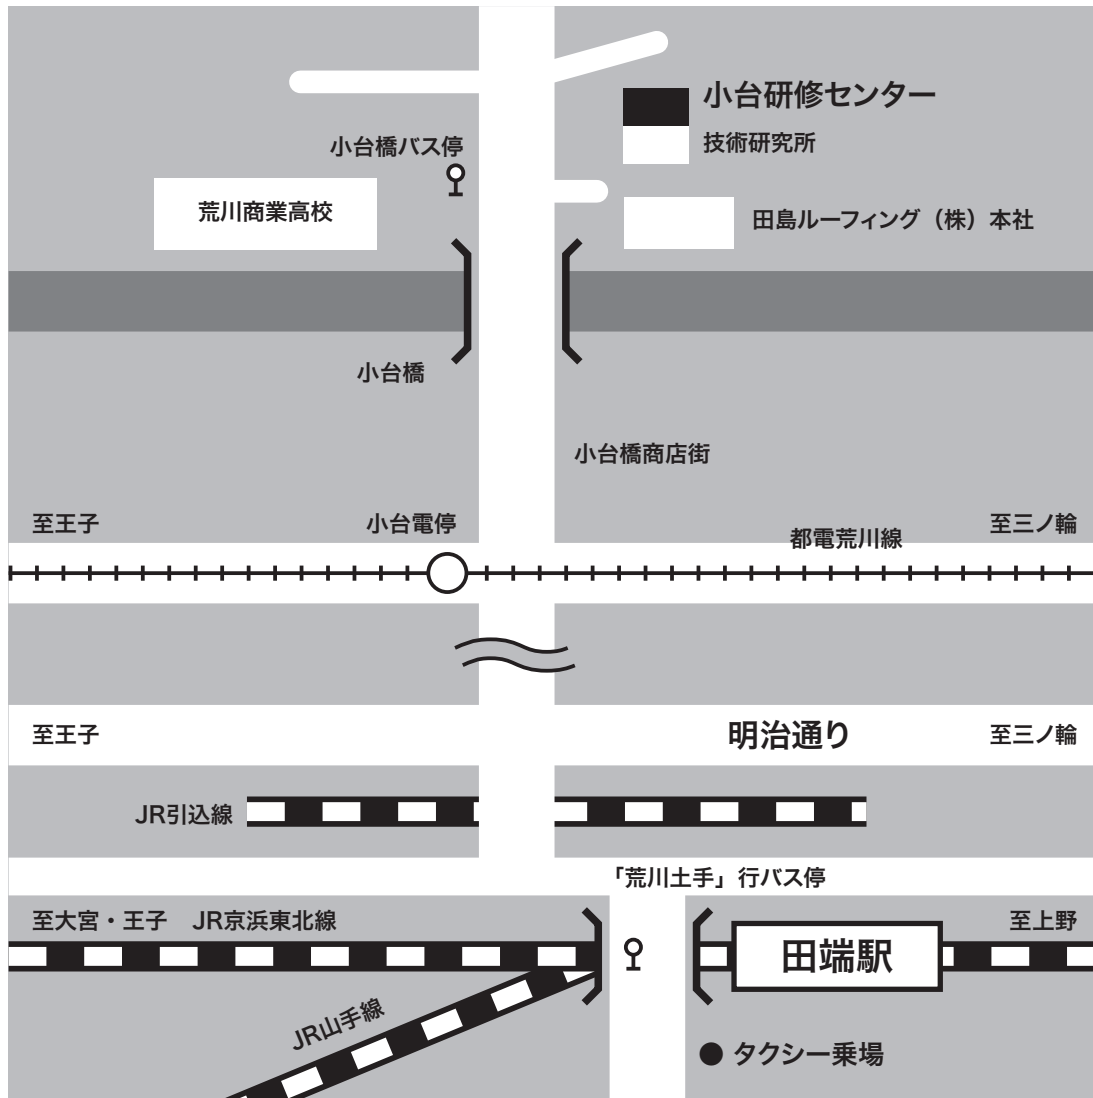 小台研修センター
小台橋バス停
技術研究所
荒川商業高校
田島ルーフィング（株）本社
小台橋
小台橋商店街
至王子
小台電停
都電荒川線
至三ノ輪
至王子
明治通り
至三ノ輪
JR引込線
「荒川土手」行バス停
至大宮・王子　JR京浜東北線
至上野
田端駅
JR山手線
タクシー乗場